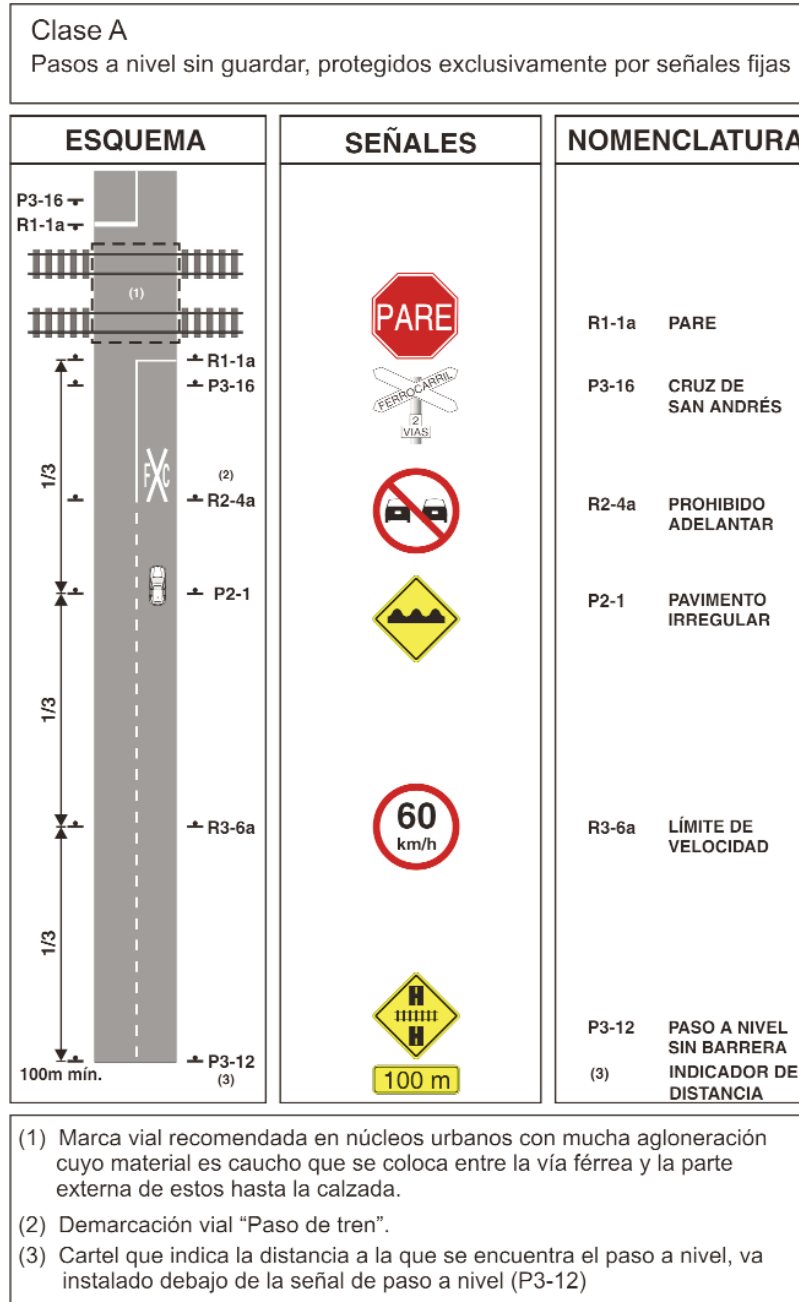 Clase A
Pasos a nivel sin guardar, protegidos exclusivamente por señales fijas
ESQUEMA
SEÑALES
NOMENCLATURA
P3-16
R1-1a
(1)
R1-1a
P3-16
1/3
F C
(2)
R2-4a
P2-1
1/3
R3-6a
1/3
100m mín.
P3-12
(3)
PARE
FERROCARRIL
2
VIAS
60
km/h
100 m
R1-1a PARE
P3-16 CRUZ DE
SAN ANDRÉS
R2-4a PROHIBIDO
ADELANTAR
P2-1 PAVIMENTO
IRREGULAR
R3-6a LÍMITE DE
VELOCIDAD
P3-12 PASO A NIVEL
SIN BARRERA
(3) INDICADOR DE
DISTANCIA
(1) Marca vial recomendada en núcleos urbanos con mucha agloneración
cuyo material es caucho que se coloca entre la vía férrea y la parte
externa de estos hasta la calzada.
(2) Demarcación vial “Paso de tren”.
(3) Cartel que indica la distancia a la que se encuentra el paso a nivel, va
instalado debajo de la señal de paso a nivel (P3-12)